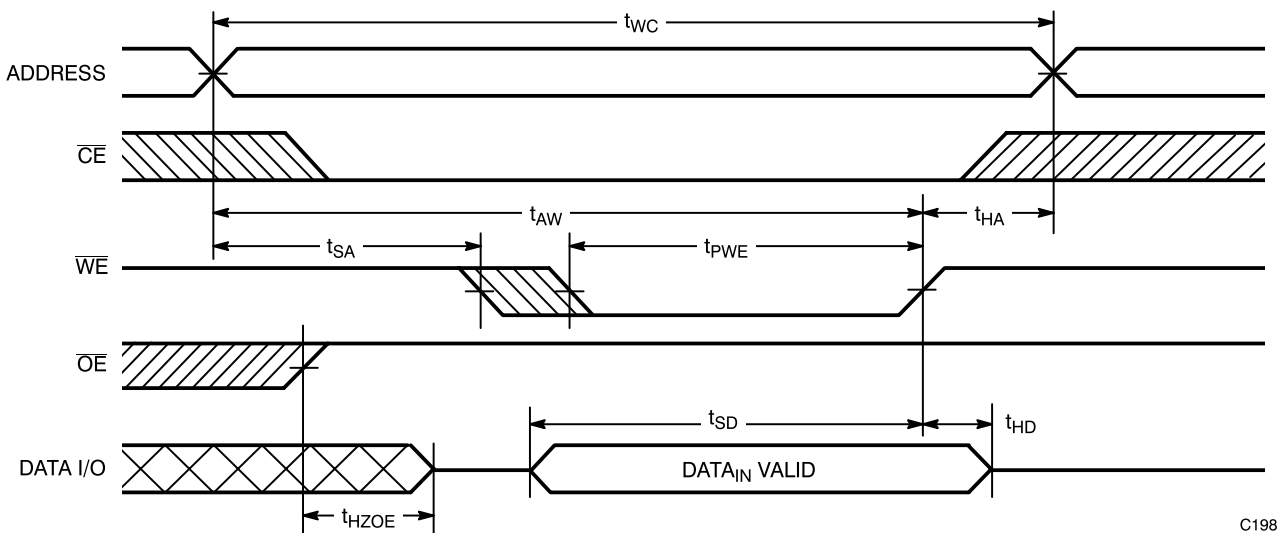 tWC
ADDRESS
CE
tAW
tHA
tSA
tPWE
WE
OE
tSD
tHD
DATA I/O
DATAIN VALID
tHZOE
C198